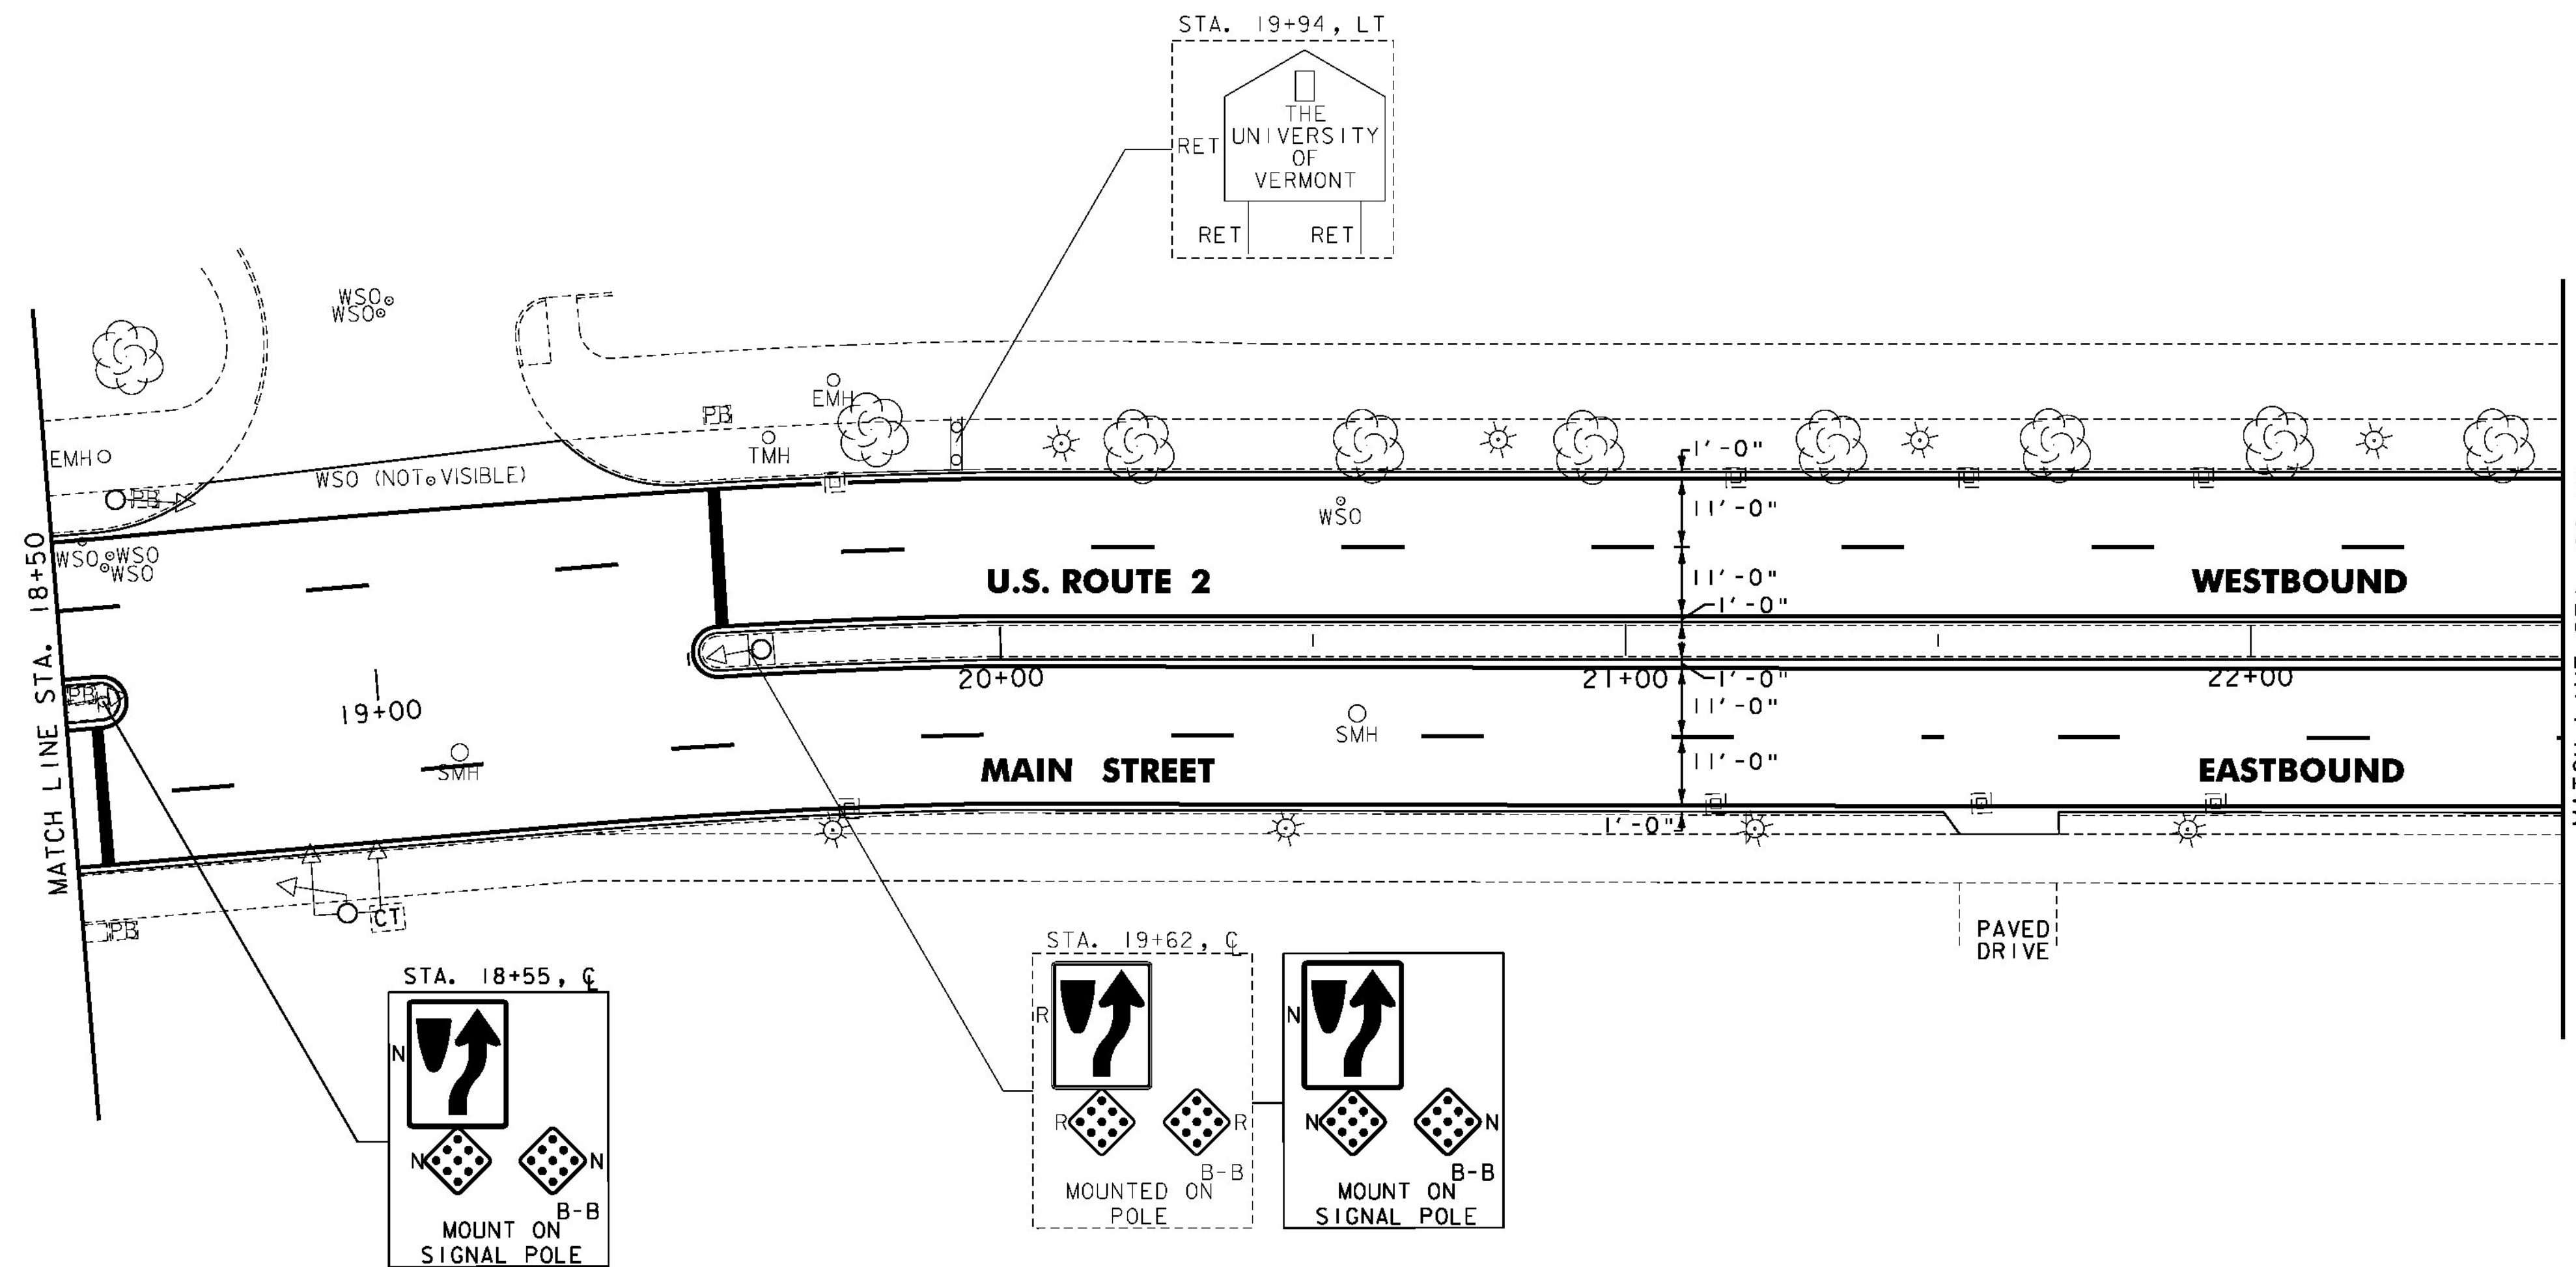 STA. 19+94, LT
THE
UNIVERSITY
OF
VERMONT
RET
RET
RET
WSO
WSO
EMH
PB
TMH
EMH
PB
WSO (NOT VISIBLE)
1'-0"
11'-0"
WSO
WSO
WSO
WSO
11'-0"
1'-0"
U.S. ROUTE 2
WESTBOUND
MATCH LINE STA. 18+50
PB
19+00
20+00
21+00
22+00
1'-0"
11'-0"
SMH
SMH
11'-0"
MAIN STREET
EASTBOUND
1'-0"
CT
PB
PAVED
DRIVE
STA. 18+55, ℄
N
N
N
B-B
MOUNT ON
SIGNAL POLE
STA. 19+62, ℄
R
R
R
B-B
MOUNTED ON
POLE
N
N
N
B-B
MOUNT ON
SIGNAL POLE